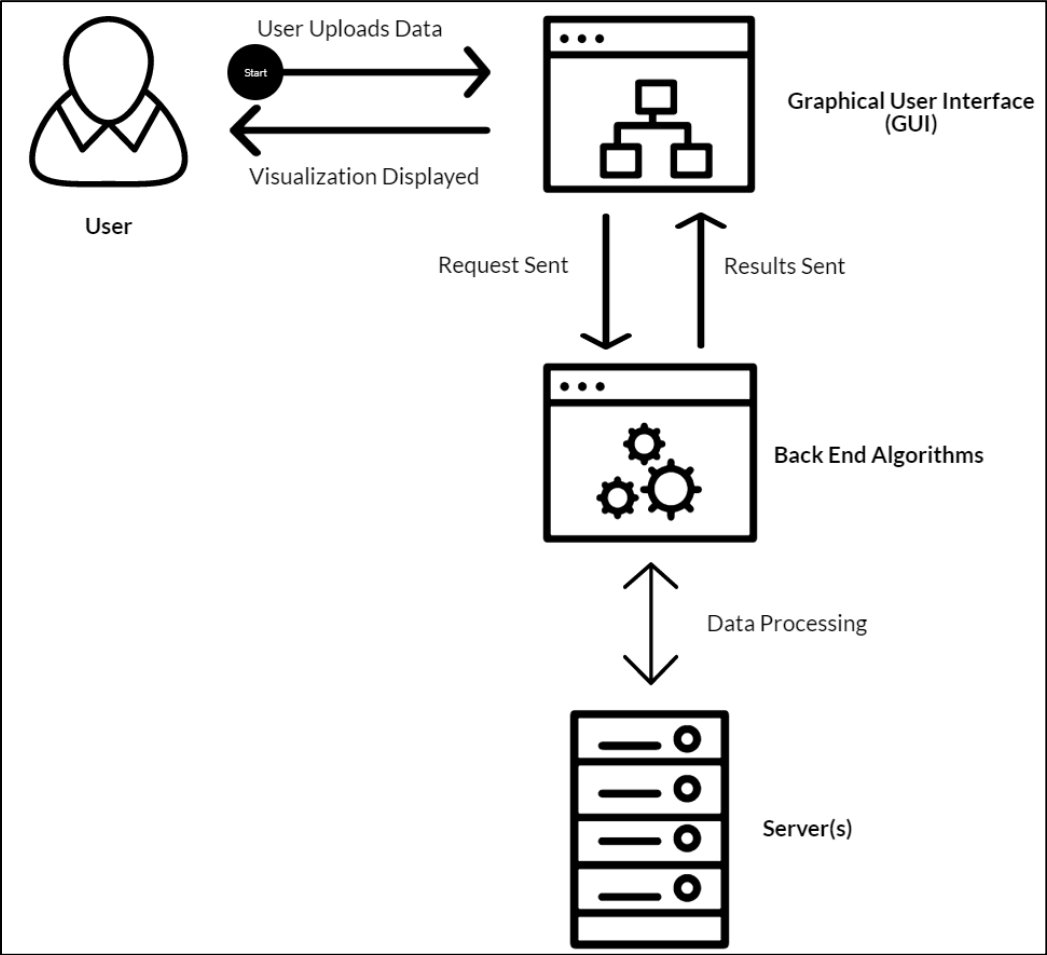 User Uploads Data
Start
Visualization Displayed
User
Graphical User Interface
(GUI)
Request Sent
Results Sent
Back End Algorithms
Data Processing
Server(s)